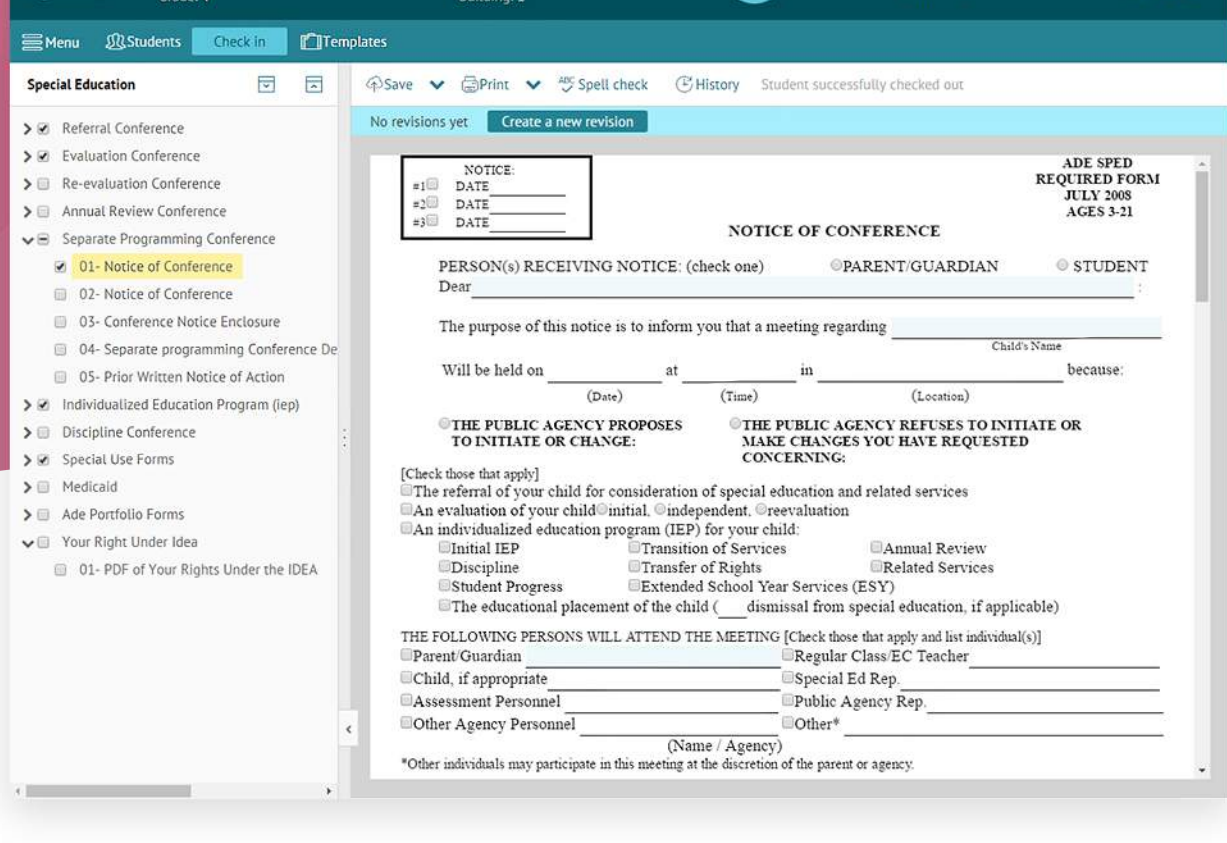 Menu Students Check in Templates
Special Education
Save Print ABC Spell check History Student successfully checked out
No revisions yet Create a new revision
Referral Conference
Evaluation Conference
Re-evaluation Conference
Annual Review Conference
Separate Programming Conference
01- Notice of Conference
02- Notice of Conference
03- Conference Notice Enclosure
04- Separate programming Conference De
05- Prior Written Notice of Action
Individualized Education Program (iep)
Discipline Conference
Special Use Forms
Medicaid
Ade Portfolio Forms
Your Right Under Idea
01- PDF of Your Rights Under the IDEA
NOTICE:
#1 DATE
#2 DATE
#3 DATE
ADE SPED
REQUIRED FORM
JULY 2008
AGES 3-21
NOTICE OF CONFERENCE
PERSON(s) RECEIVING NOTICE: (check one) PARENT/GUARDIAN STUDENT
Dear :
The purpose of this notice is to inform you that a meeting regarding
Child's Name
Will be held on at in because:
(Date) (Time) (Location)
THE PUBLIC AGENCY PROPOSES
TO INITIATE OR CHANGE:
THE PUBLIC AGENCY REFUSES TO INITIATE OR
MAKE CHANGES YOU HAVE REQUESTED
CONCERNING:
[Check those that apply]
The referral of your child for consideration of special education and related services
An evaluation of your child initial, independent, reevaluation
An individualized education program (IEP) for your child:
Initial IEP Transition of Services Annual Review
Discipline Transfer of Rights Related Services
Student Progress Extended School Year Services (ESY)
The educational placement of the child ( dismissal from special education, if applicable)
THE FOLLOWING PERSONS WILL ATTEND THE MEETING [Check those that apply and list individual(s)]
Parent/Guardian Regular Class/EC Teacher
Child, if appropriate Special Ed Rep.
Assessment Personnel Public Agency Rep.
Other Agency Personnel Other*
(Name / Agency)
*Other individuals may participate in this meeting at the discretion of the parent or agency.